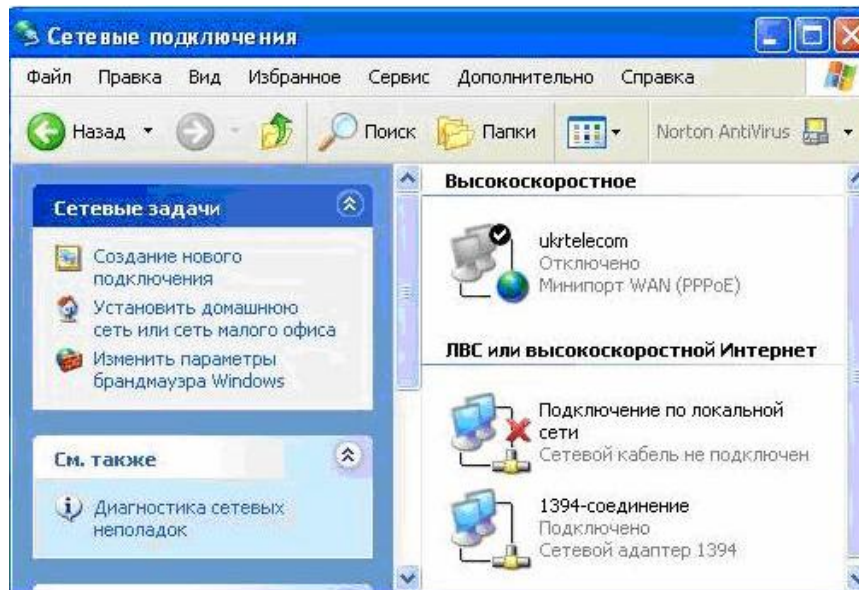 Сетевые подключения
Файл Правка Вид Избранное Сервис Дополнительно Справка
Назад Поиск Папки Norton AntiVirus
Сетевые задачи
Создание нового
подключения
Установить домашнюю
сеть или сеть малого офиса
Изменить параметры
брандмауэра Windows
См. также
Диагностика сетевых
неполадок
Высокоскоростное
ukrtelecom
Отключено
Минипорт WAN (PPPoE)
ЛВС или высокоскоростной Интернет
Подключение по локальной
сети
Сетевой кабель не подключен
1394-соединение
Подключено
Сетевой адаптер 1394